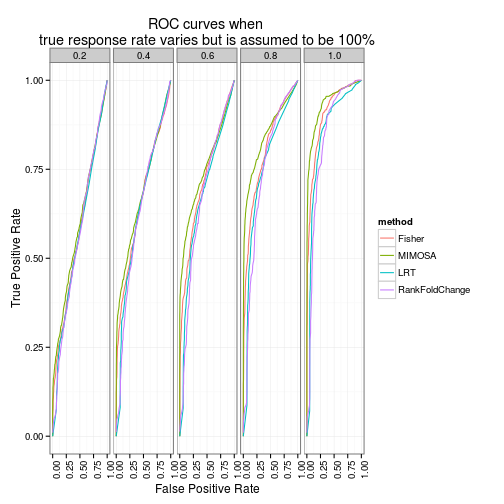 ROC curves when
true response rate varies but is assumed to be 100%
0.2 0.4 0.6 0.8 1.0
1.00
0.75
0.50
0.25
0.00
True Positive Rate
0.00 0.25 0.50 0.75 1.00 0.00 0.25 0.50 0.75 1.00 0.00 0.25 0.50 0.75 1.00 0.00 0.25 0.50 0.75 1.00 0.00 0.25 0.50 0.75 1.00
False Positive Rate
method
Fisher
MIMOSA
LRT
RankFoldChange